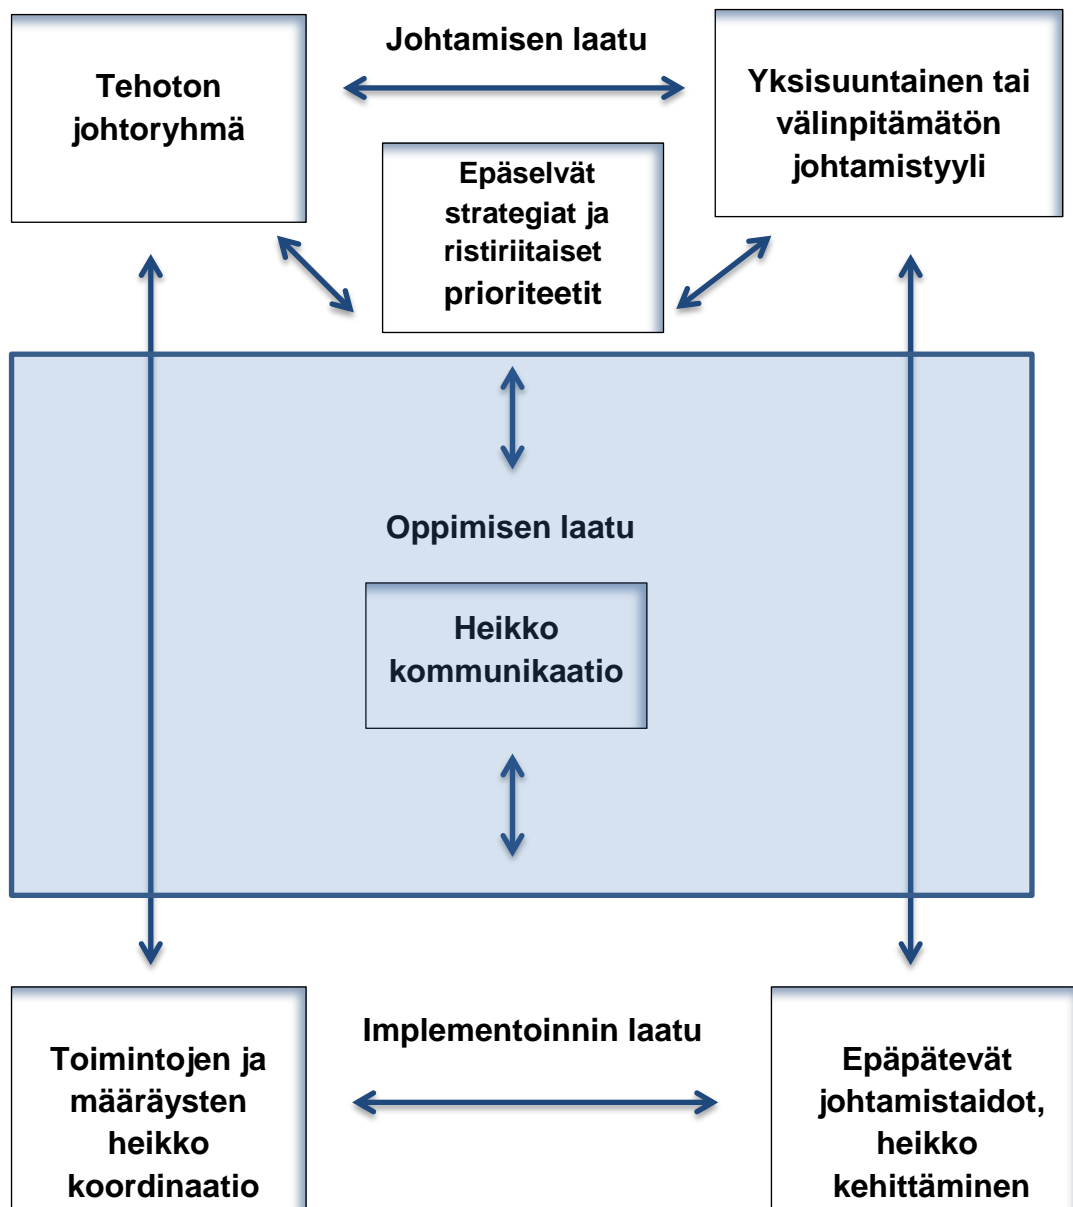 Johtamisen laatu
Tehoton
johtoryhmä
Yksisuuntainen tai
välinpitämätön
johtamistyyli
Epäselvät
strategiat ja
ristiriitaiset
prioriteetit
Oppimisen laatu
Heikko
kommunikaatio
Implementoinnin laatu
Toimintojen ja
määräysten
heikko
koordinaatio
Epäpätevät
johtamistaidot,
heikko
kehittäminen